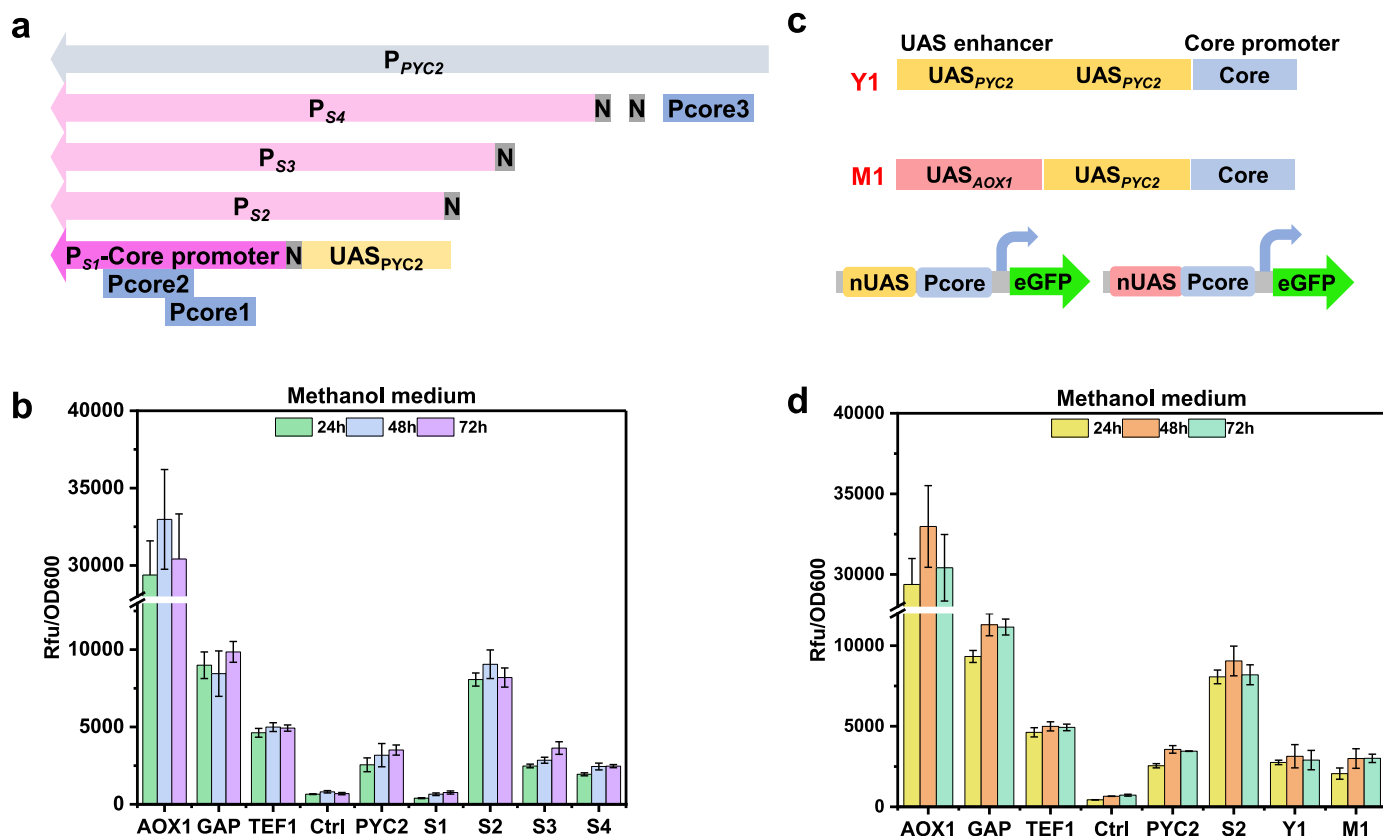 a
P PYC2
P S4 N N Pcore3
P S3 N
P S2 N
P S1-Core promoter N UAS PYC2
Pcore2
Pcore1
c
UAS enhancer Core promoter
Y1 UAS PYC2 UAS PYC2 Core
M1 UAS AOX1 UAS PYC2 Core
nUAS Pcore eGFP nUAS Pcore eGFP
b
Methanol medium
24h 48h 72h
Rfu/OD600
40000
35000
30000
10000
5000
0
AOX1 GAP TEF1 Ctrl PYC2 S1 S2 S3 S4
d
Methanol medium
24h 48h 72h
Rfu/OD600
40000
35000
30000
10000
5000
0
AOX1 GAP TEF1 Ctrl PYC2 S2 Y1 M1